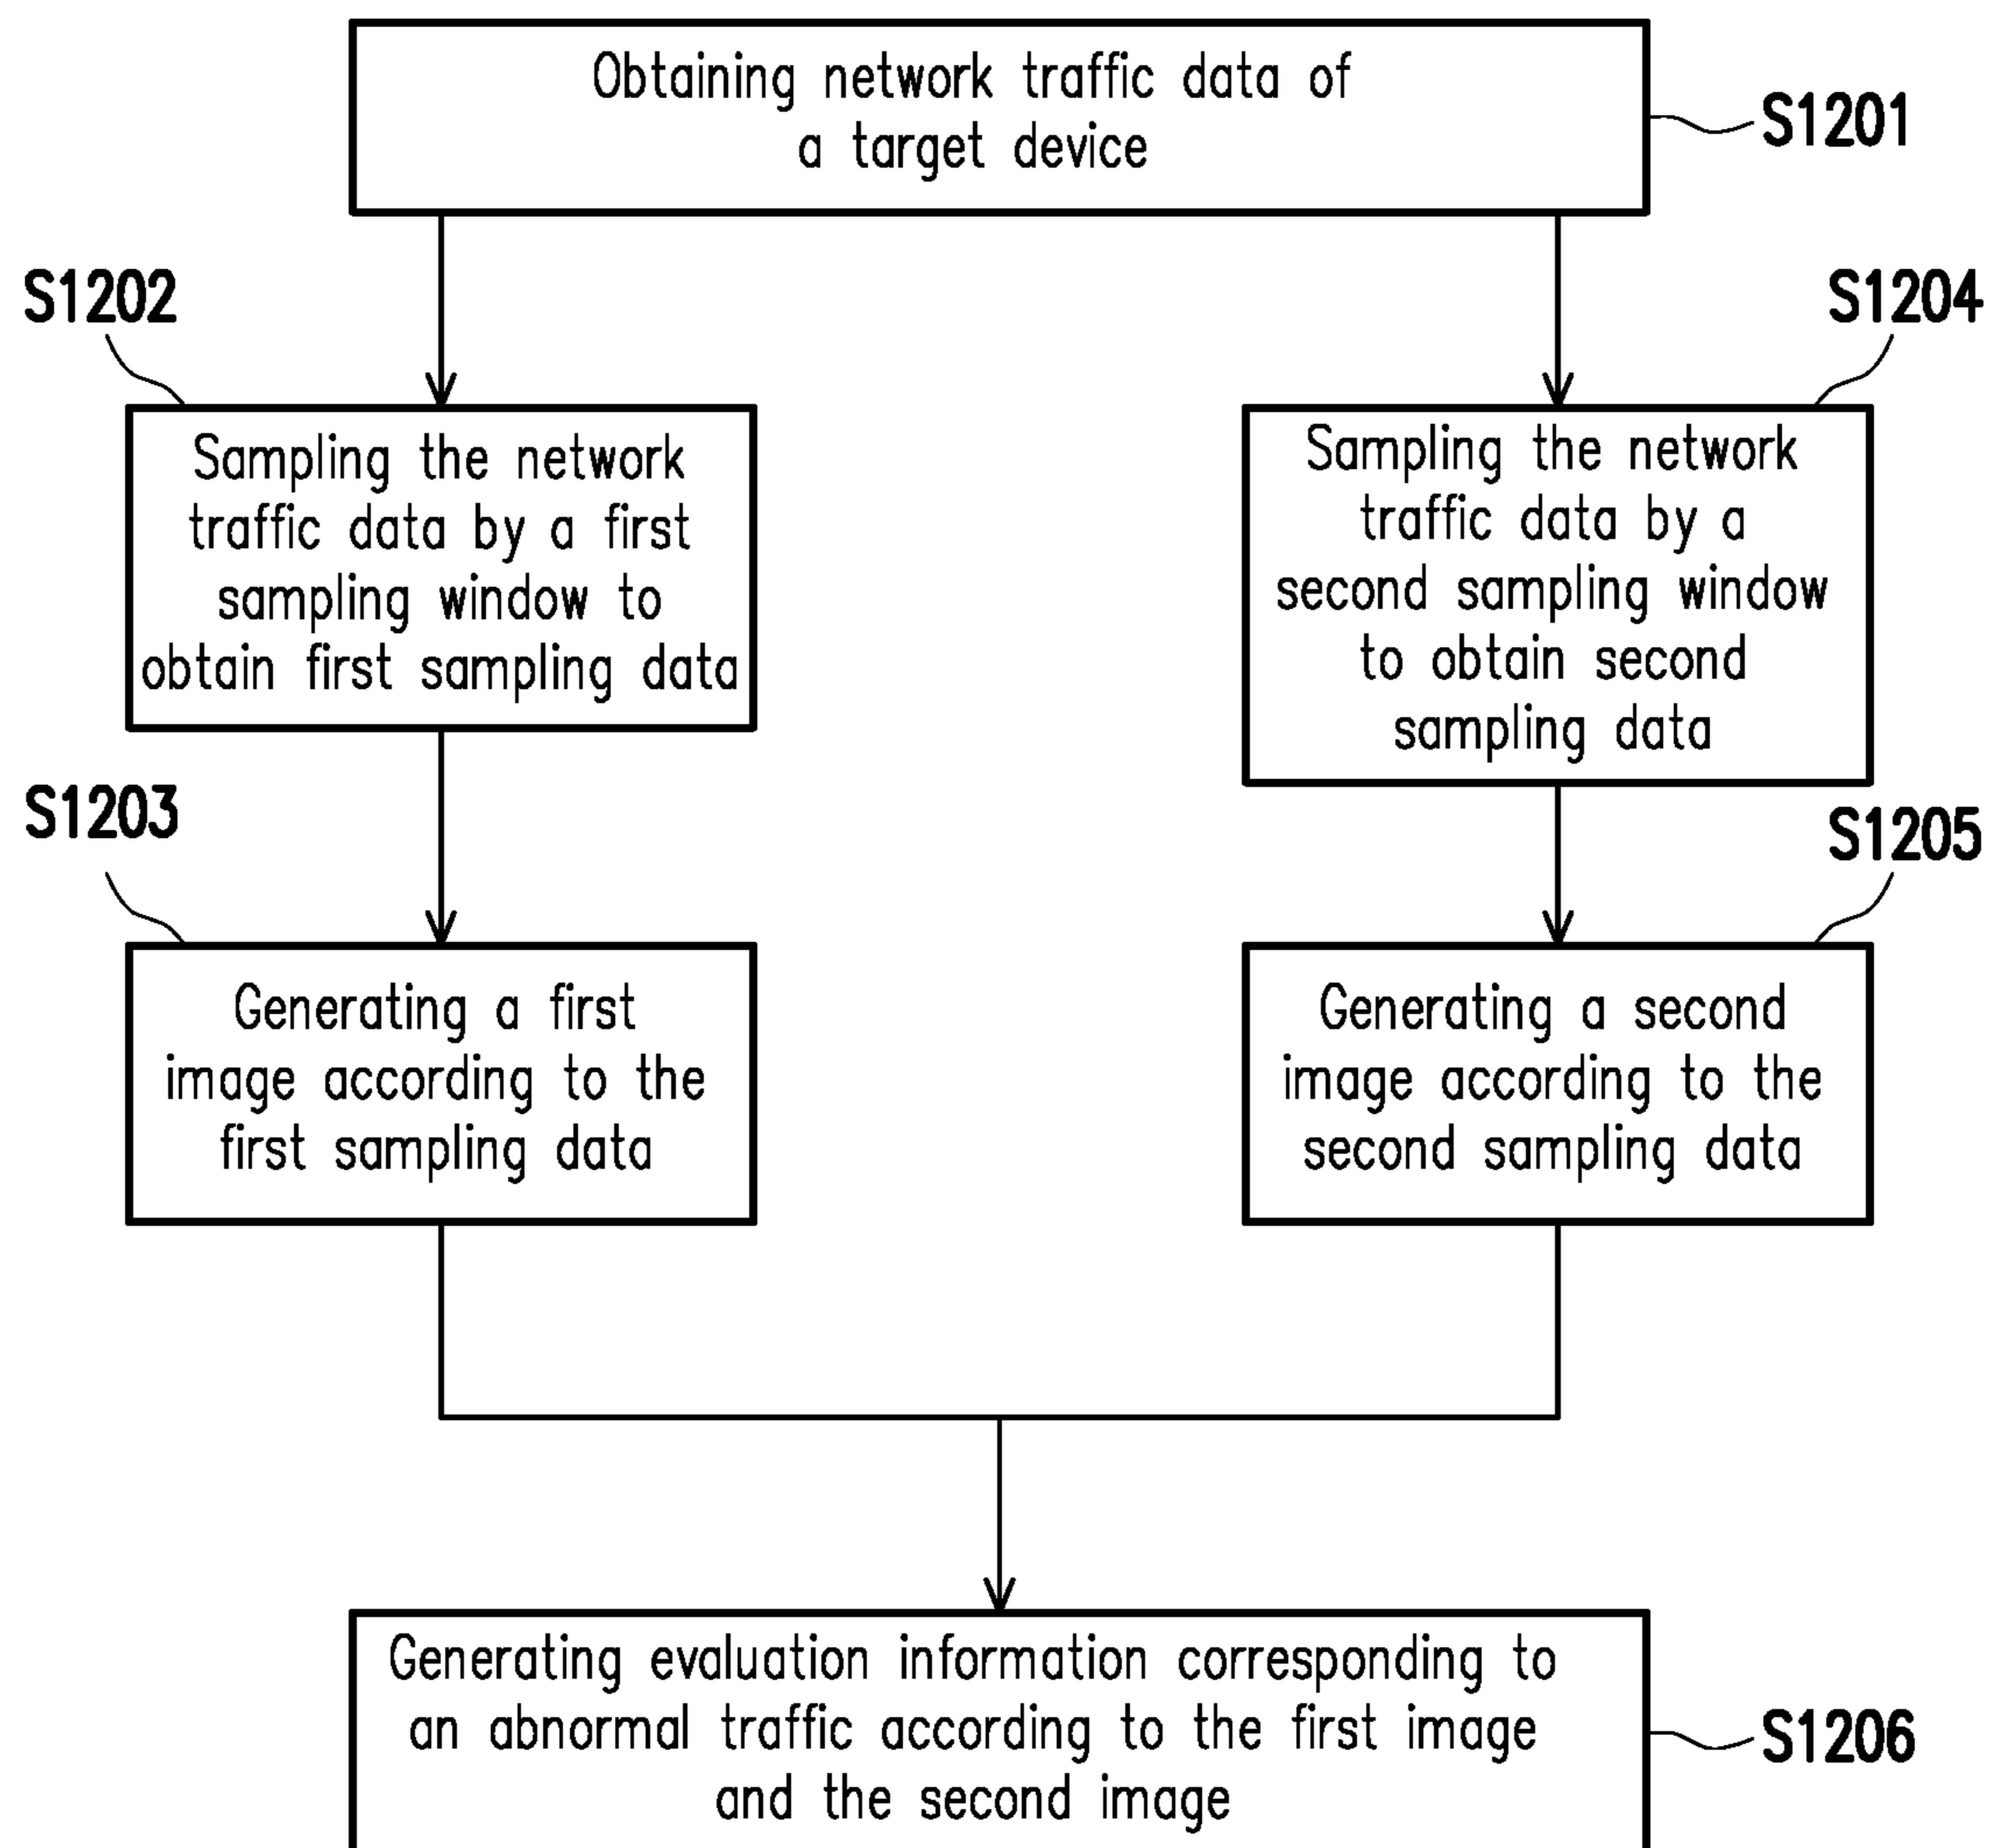 Obtaining network traffic data of
a target device
S1201
S1202
Sampling the network
traffic data by a first
sampling window to
obtain first sampling data
S1204
Sampling the network
traffic data by a
second sampling window
to obtain second
sampling data
S1203
Generating a first
image according to the
first sampling data
S1205
Generating a second
image according to the
second sampling data
Generating evaluation information corresponding to
an abnormal traffic according to the first image
and the second image
S1206